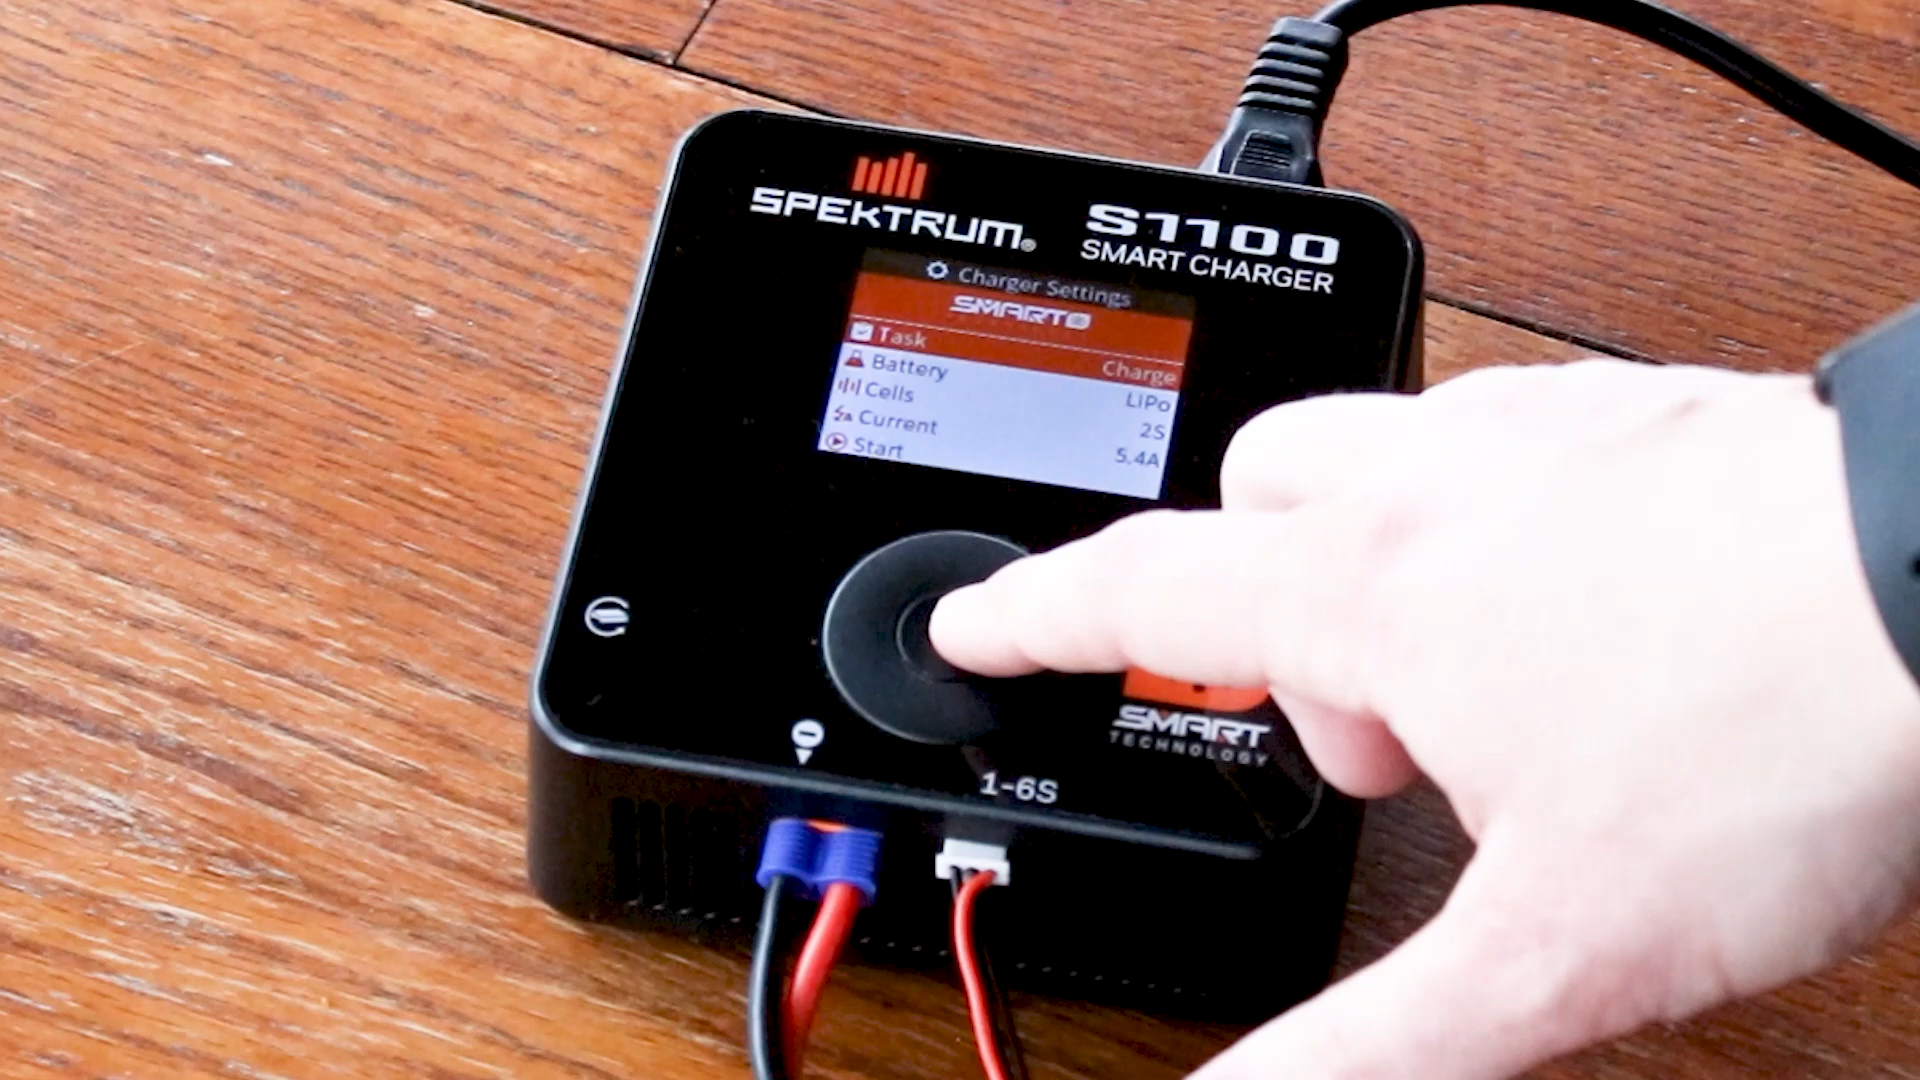 SPEKTRUM®
S1100
SMART CHARGER
Charger Settings
SMART
Task Charge
Battery LiPo
Cells 2S
Current 5.4A
Start
SMART
TECHNOLOGY
1-6S